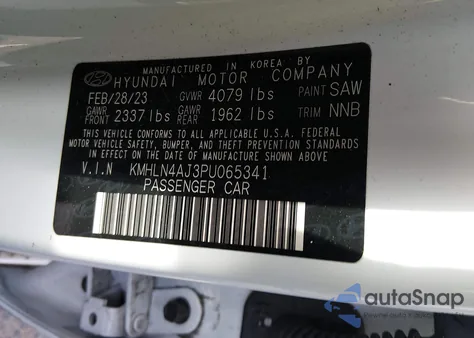 MANUFACTURED IN KOREA BY
HYUNDAI MOTOR COMPANY
FEB/28/23 GVWR 4079 lbs PAINT SAW
GAWR FRONT 2337 lbs GAWR REAR 1962 lbs TRIM NNB
THIS VEHICLE CONFORMS TO ALL APPLICABLE U.S.A. FEDERAL
MOTOR VEHICLE SAFETY, BUMPER, AND THEFT PREVENTION
STANDARDS IN EFFECT ON THE DATE OF MANUFACTURE SHOWN ABOVE.
V.I.N KMHLN4AJ3PU065341
PASSENGER CAR
autoSnap